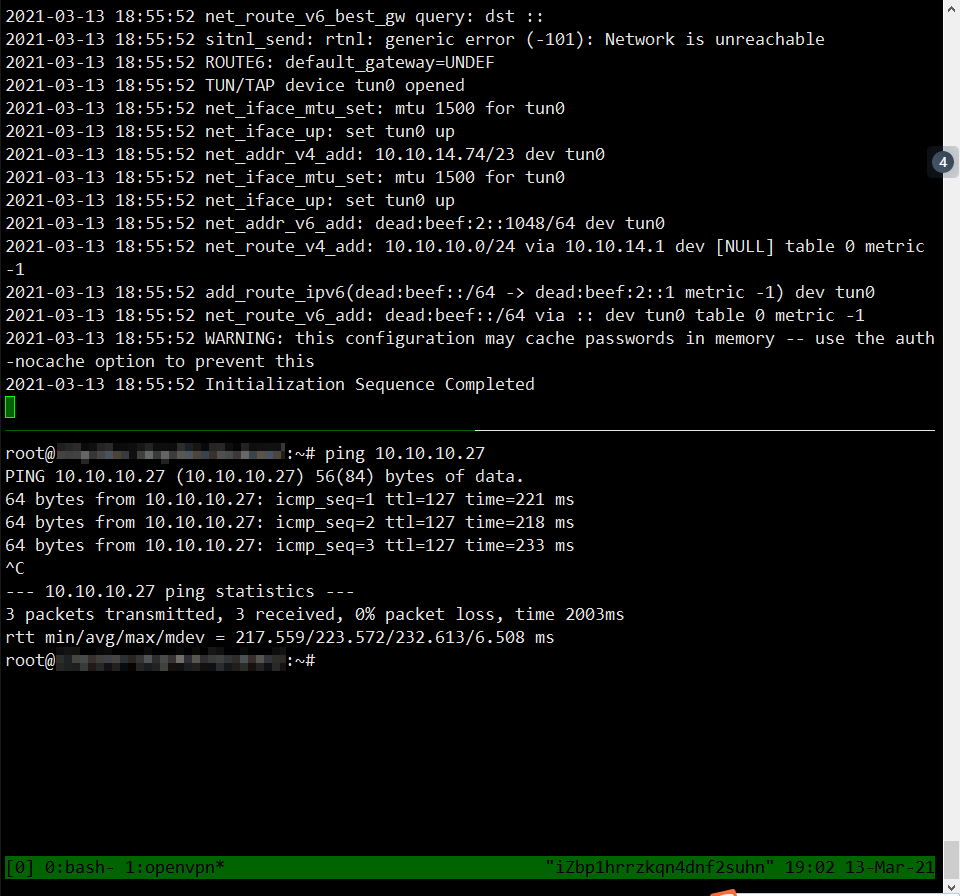 2021-03-13 18:55:52 net_route_v6_best_gw query: dst ::
2021-03-13 18:55:52 sitnl_send: rtnl: generic error (-101): Network is unreachable
2021-03-13 18:55:52 ROUTE6: default_gateway=UNDEF
2021-03-13 18:55:52 TUN/TAP device tun0 opened
2021-03-13 18:55:52 net_iface_mtu_set: mtu 1500 for tun0
2021-03-13 18:55:52 net_iface_up: set tun0 up
2021-03-13 18:55:52 net_addr_v4_add: 10.10.14.74/23 dev tun0
2021-03-13 18:55:52 net_iface_mtu_set: mtu 1500 for tun0
2021-03-13 18:55:52 net_iface_up: set tun0 up
2021-03-13 18:55:52 net_addr_v6_add: dead:beef:2::1048/64 dev tun0
2021-03-13 18:55:52 net_route_v4_add: 10.10.10.0/24 via 10.10.14.1 dev [NULL] table 0 metric
-1
2021-03-13 18:55:52 add_route_ipv6(dead:beef::/64 -> dead:beef:2::1 metric -1) dev tun0
2021-03-13 18:55:52 net_route_v6_add: dead:beef::/64 via :: dev tun0 table 0 metric -1
2021-03-13 18:55:52 WARNING: this configuration may cache passwords in memory -- use the auth
-nocache option to prevent this
2021-03-13 18:55:52 Initialization Sequence Completed
4
root@ :~# ping 10.10.10.27
PING 10.10.10.27 (10.10.10.27) 56(84) bytes of data.
64 bytes from 10.10.10.27: icmp_seq=1 ttl=127 time=221 ms
64 bytes from 10.10.10.27: icmp_seq=2 ttl=127 time=218 ms
64 bytes from 10.10.10.27: icmp_seq=3 ttl=127 time=233 ms
^C
--- 10.10.10.27 ping statistics ---
3 packets transmitted, 3 received, 0% packet loss, time 2003ms
rtt min/avg/max/mdev = 217.559/223.572/232.613/6.508 ms
root@ :~#
[0] 0:bash- 1:openvpn* "iZbp1hrrzkqn4dnf2suhn" 19:02 13-Mar-21